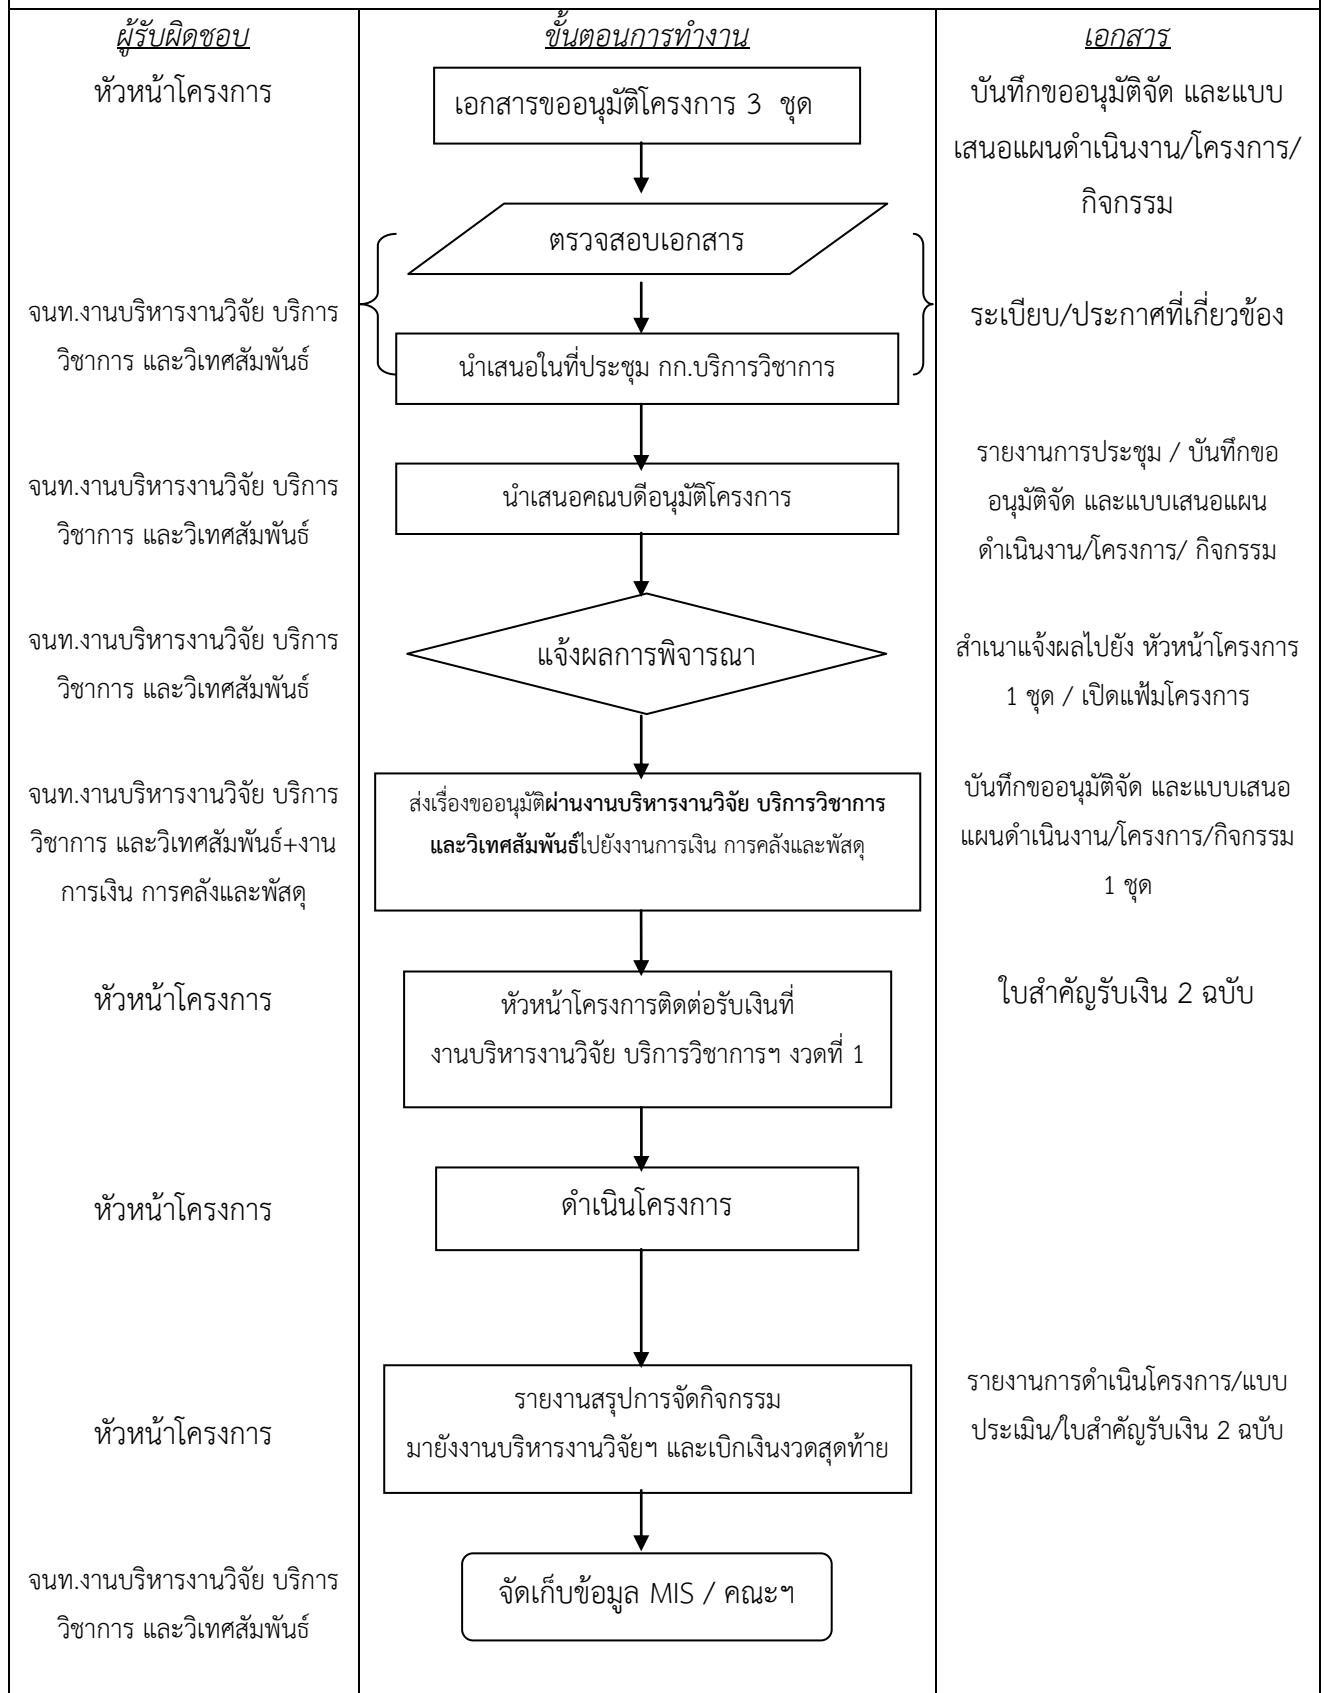 ผู้รับผิดชอบ
ขั้นตอนการทำงาน
เอกสาร
หัวหน้าโครงการ
เอกสารขออนุมัติโครงการ 3 ชุด
บันทึกขออนุมัติจัด และแบบ
เสนอแผนดำเนินงาน/โครงการ/
กิจกรรม
ตรวจสอบเอกสาร
จนท.งานบริหารงานวิจัย บริการ
วิชาการ และวิเทศสัมพันธ์
นำเสนอในที่ประชุม กก.บริการวิชาการ
ระเบียบ/ประกาศที่เกี่ยวข้อง
จนท.งานบริหารงานวิจัย บริการ
วิชาการ และวิเทศสัมพันธ์
นำเสนอคณบดีอนุมัติโครงการ
รายงานการประชุม / บันทึกขอ
อนุมัติจัด และแบบเสนอแผน
ดำเนินงาน/โครงการ/ กิจกรรม
จนท.งานบริหารงานวิจัย บริการ
วิชาการ และวิเทศสัมพันธ์
แจ้งผลการพิจารณา
สำเนาแจ้งผลไปยัง หัวหน้าโครงการ
1 ชุด / เปิดแฟ้มโครงการ
จนท.งานบริหารงานวิจัย บริการ
วิชาการ และวิเทศสัมพันธ์+งาน
การเงิน การคลังและพัสดุ
ส่งเรื่องขออนุมัติผ่านงานบริหารงานวิจัย บริการวิชาการ
และวิเทศสัมพันธ์ไปยังงานการเงิน การคลังและพัสดุ
บันทึกขออนุมัติจัด และแบบเสนอ
แผนดำเนินงาน/โครงการ/กิจกรรม
1 ชุด
หัวหน้าโครงการ
หัวหน้าโครงการติดต่อรับเงินที่
งานบริหารงานวิจัย บริการวิชาการฯ งวดที่ 1
ใบสำคัญรับเงิน 2 ฉบับ
หัวหน้าโครงการ
ดำเนินโครงการ
หัวหน้าโครงการ
รายงานสรุปการจัดกิจกรรม
มายังงานบริหารงานวิจัยฯ และเบิกเงินงวดสุดท้าย
รายงานการดำเนินโครงการ/แบบ
ประเมิน/ใบสำคัญรับเงิน 2 ฉบับ
จนท.งานบริหารงานวิจัย บริการ
วิชาการ และวิเทศสัมพันธ์
จัดเก็บข้อมูล MIS / คณะฯ